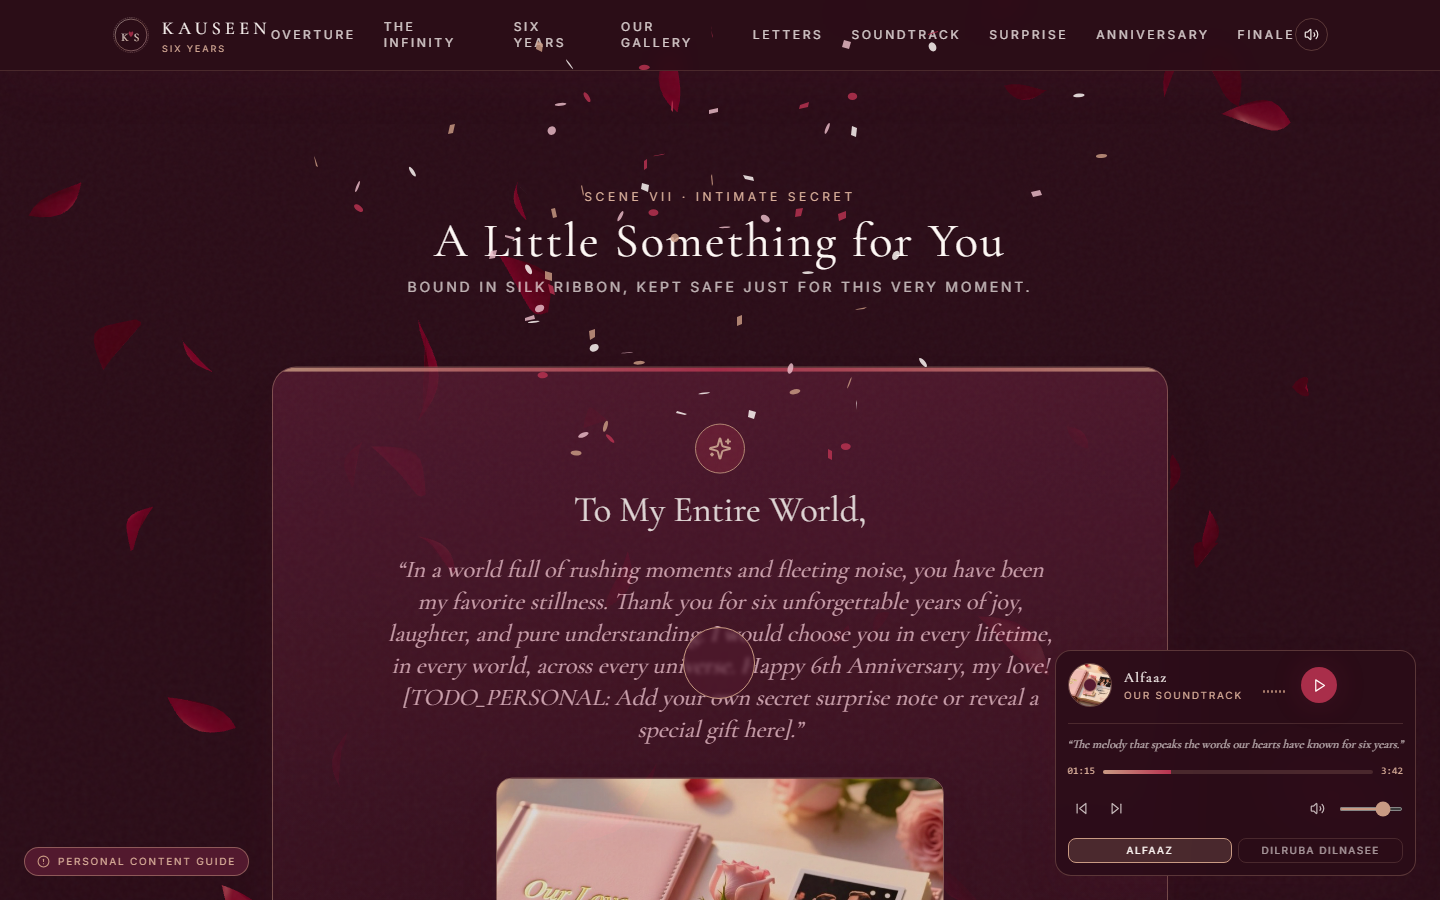 K♥S
KAUSEEN
SIX YEARS
OVERTURE
THE INFINITY
SIX YEARS
OUR GALLERY
LETTERS
SOUNDTRACK
SURPRISE
ANNIVERSARY
FINALE
SCENE VII · INTIMATE SECRET
A Little Something for You
BOUND IN SILK RIBBON, KEPT SAFE JUST FOR THIS VERY MOMENT.
To My Entire World,
“In a world full of rushing moments and fleeting noise, you have been
my favorite stillness. Thank you for six unforgettable years of joy,
laughter, and pure understanding. I would choose you in every lifetime,
in every world, across every universe. Happy 6th Anniversary, my love!
[TODO_PERSONAL: Add your own secret surprise note or reveal a
special gift here].”
Our Love
Alfaaz
OUR SOUNDTRACK
“The melody that speaks the words our hearts have known for six years.”
01:15
3:42
ALFAAZ
DILRUBA DILNASEE
PERSONAL CONTENT GUIDE